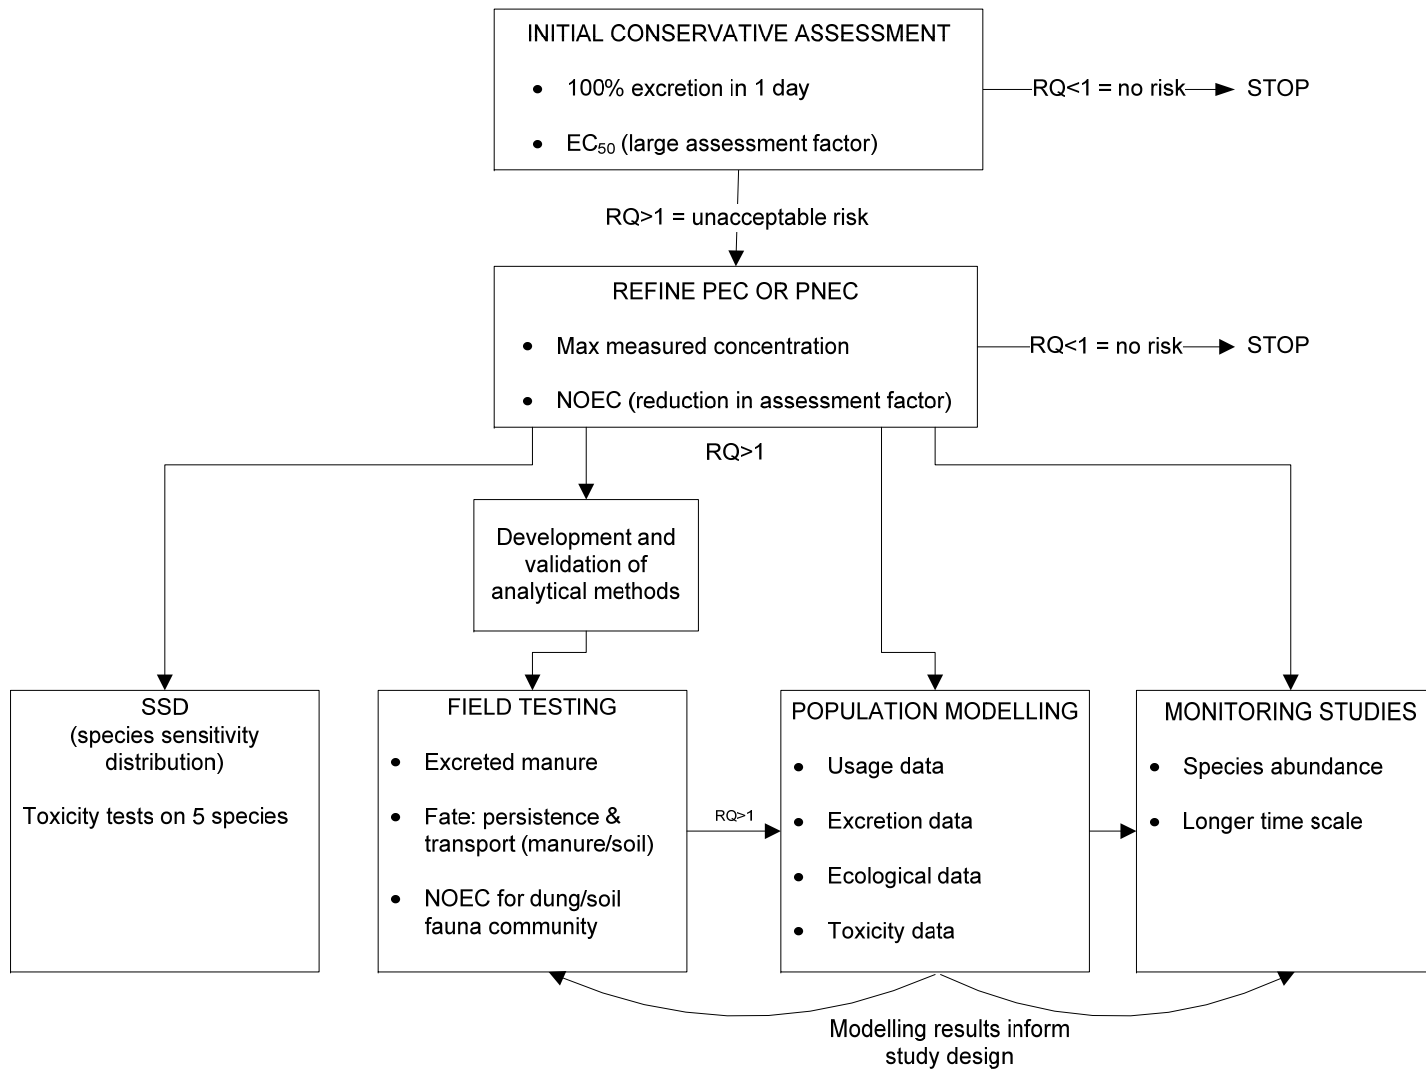 INITIAL CONSERVATIVE ASSESSMENT
• 100% excretion in 1 day
• EC₅₀ (large assessment factor)
RQ<1 = no risk
STOP
RQ>1 = unacceptable risk
REFINE PEC OR PNEC
• Max measured concentration
• NOEC (reduction in assessment factor)
RQ<1 = no risk
STOP
RQ>1
Development and
validation of
analytical methods
SSD
(species sensitivity
distribution)
Toxicity tests on 5 species
FIELD TESTING
• Excreted manure
• Fate: persistence &
transport (manure/soil)
• NOEC for dung/soil
fauna community
RQ>1
POPULATION MODELLING
• Usage data
• Excretion data
• Ecological data
• Toxicity data
MONITORING STUDIES
• Species abundance
• Longer time scale
Modelling results inform
study design